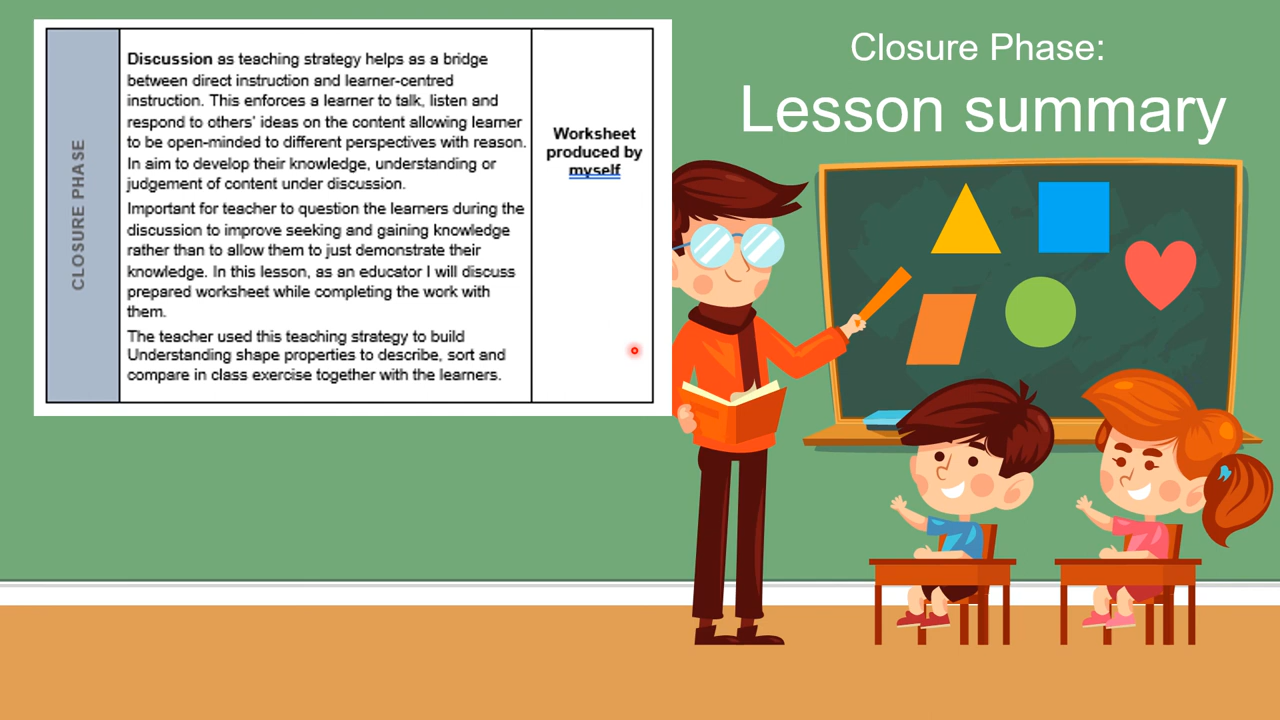 Closure Phase:
Lesson summary
CLOSURE PHASE
Discussion as teaching strategy helps as a bridge
between direct instruction and learner-centred
instruction. This enforces a learner to talk, listen and
respond to others' ideas on the content allowing learner
to be open-minded to different perspectives with reason.
In aim to develop their knowledge, understanding or
judgement of content under discussion.
Important for teacher to question the learners during the
discussion to improve seeking and gaining knowledge
rather than to allow them to just demonstrate their
knowledge. In this lesson, as an educator I will discuss
prepared worksheet while completing the work with
them.
The teacher used this teaching strategy to build
Understanding shape properties to describe, sort and
compare in class exercise together with the learners.
Worksheet
produced by
myself